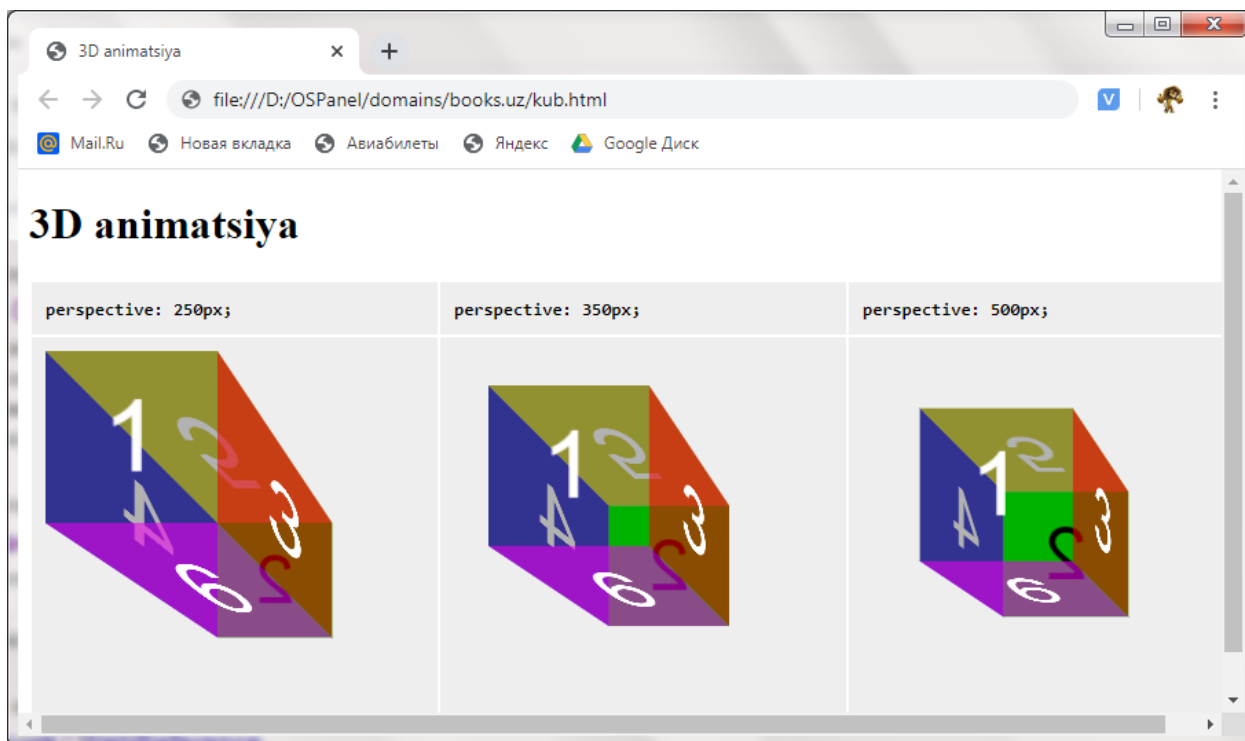 3D animatsiya
file:///D:/OSPanel/domains/books.uz/kub.html
V
Mail.Ru Новая вкладка Авиабилеты Яндекс Google Диск
3D animatsiya
perspective: 250px; perspective: 350px; perspective: 500px;
1 5 3 4 2 6
1 5 3 4 2 6
1 5 3 4 2 6